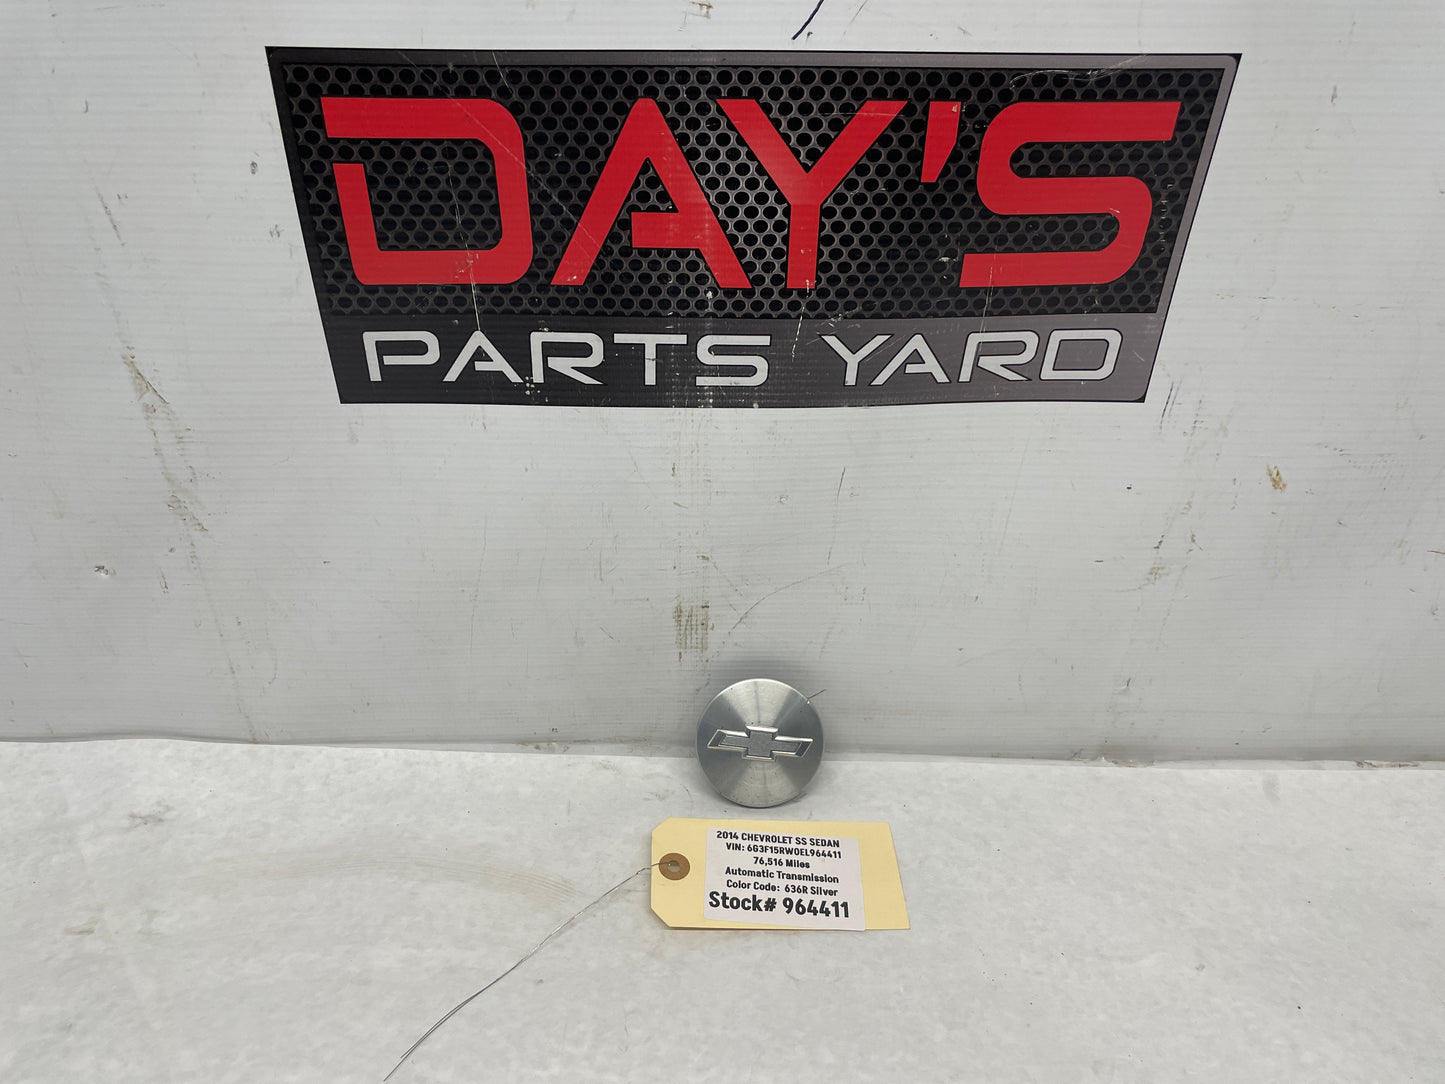 DAY'S
PARTS YARD
2014 CHEVROLET SS SEDAN
VIN: 6G3F15RW0EL964411
76,516 Miles
Automatic Transmission
Color Code: 636R Silver
Stock# 964411